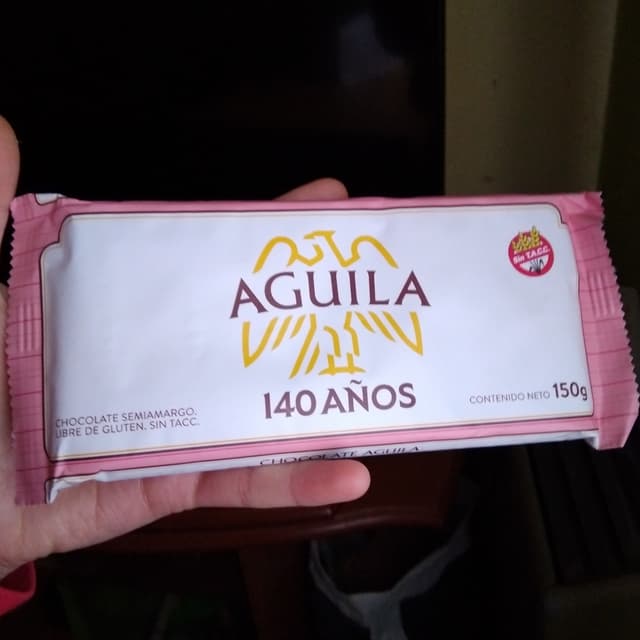 Sin T.A.C.C.
AGUILA
140 AÑOS
CHOCOLATE SEMIAMARGO.
LIBRE DE GLUTEN. SIN TACC.
CONTENIDO NETO 150g
CHOCOLATE AGUILA